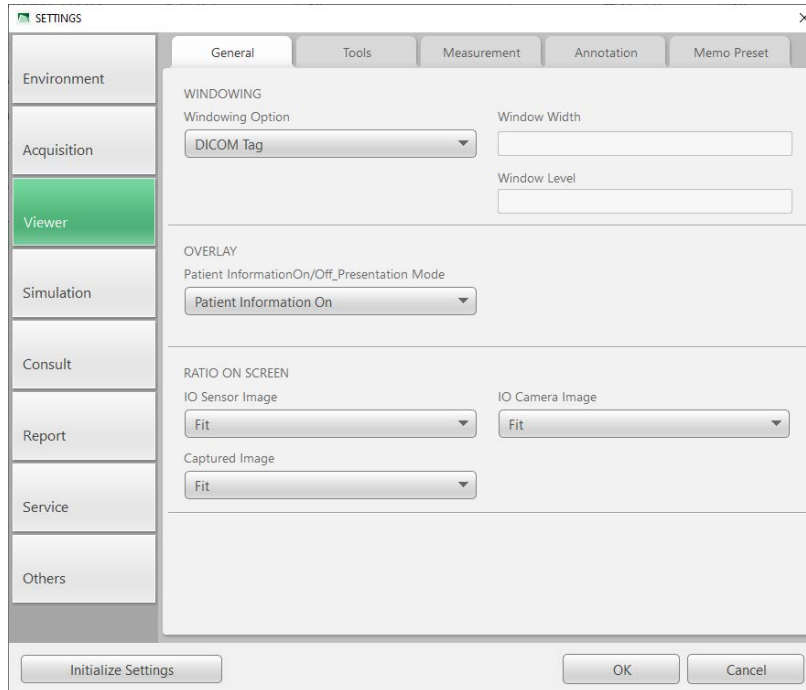 SETTINGS
General
Tools
Measurement
Annotation
Memo Preset
Environment
Acquisition
Viewer
Simulation
Consult
Report
Service
Others
WINDOWING
Windowing Option
Window Width
DICOM Tag
Window Level
OVERLAY
Patient InformationOn/Off_Presentation Mode
Patient Information On
RATIO ON SCREEN
IO Sensor Image
IO Camera Image
Fit
Fit
Captured Image
Fit
Initialize Settings
OK
Cancel